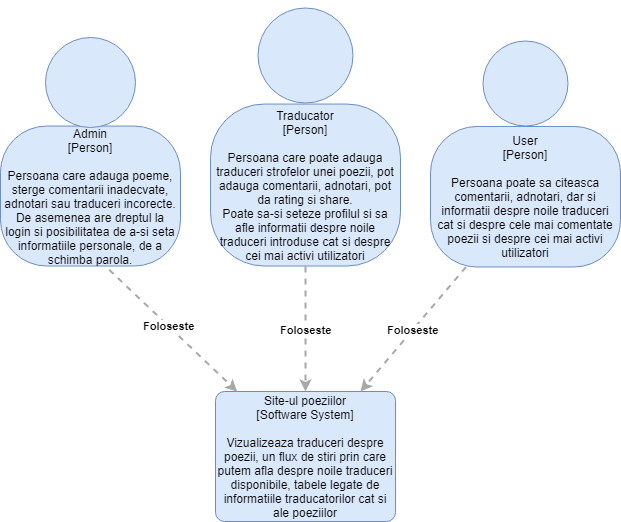 Admin
[Person]
Persoana care adauga poeme,
sterge comentarii inadecvate,
adnotari sau traduceri incorecte.
De asemenea are dreptul la
login si posibilitatea de a-si seta
informatiile personale, de a
schimba parola.
Traducator
[Person]
Persoana care poate adauga
traduceri strofelor unei poezii, pot
adauga comentarii, adnotari, pot
da rating si share.
Poate sa-si seteze profilul si sa
afle informatii despre noile
traduceri introduse cat si despre
cei mai activi utilizatori
User
[Person]
Persoana poate sa citeasca
comentarii, adnotari, dar si
informatii despre noile traduceri
cat si despre cele mai comentate
poezii si despre cei mai activi
utilizatori
Foloseste
Foloseste
Foloseste
Site-ul poeziilor
[Software System]
Vizualizeaza traduceri despre
poezii, un flux de stiri prin care
putem afla despre noile traduceri
disponibile, tabele legate de
informatiile traducatorilor cat si
ale poeziilor